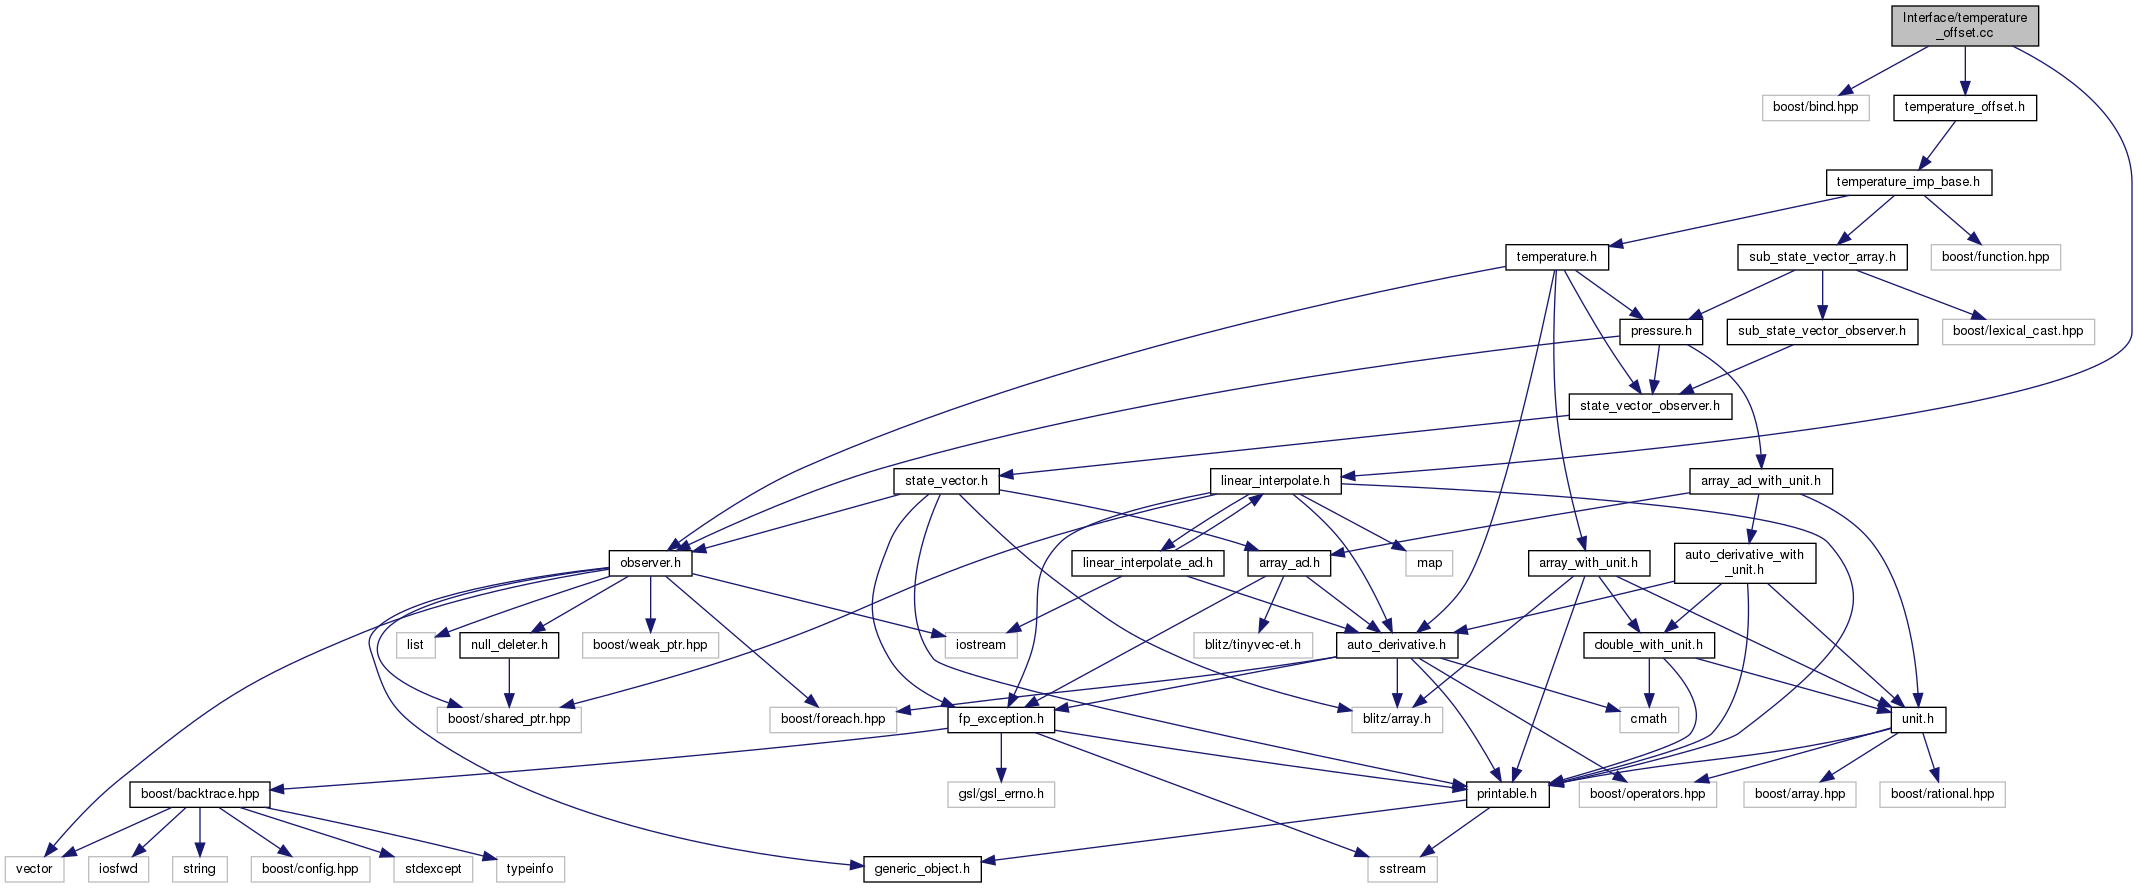 Interface/temperature
_offset.cc
boost/bind.hpp
temperature_offset.h
temperature_imp_base.h
temperature.h
sub_state_vector_array.h
boost/function.hpp
pressure.h
sub_state_vector_observer.h
boost/lexical_cast.hpp
state_vector_observer.h
state_vector.h
linear_interpolate.h
array_ad_with_unit.h
observer.h
linear_interpolate_ad.h
array_ad.h
map
array_with_unit.h
auto_derivative_with
_unit.h
list
null_deleter.h
boost/weak_ptr.hpp
iostream
blitz/tinyvec-et.h
auto_derivative.h
double_with_unit.h
boost/shared_ptr.hpp
boost/foreach.hpp
fp_exception.h
blitz/array.h
cmath
unit.h
boost/backtrace.hpp
gsl/gsl_errno.h
printable.h
boost/operators.hpp
boost/array.hpp
boost/rational.hpp
vector
iosfwd
string
boost/config.hpp
stdexcept
typeinfo
generic_object.h
sstream